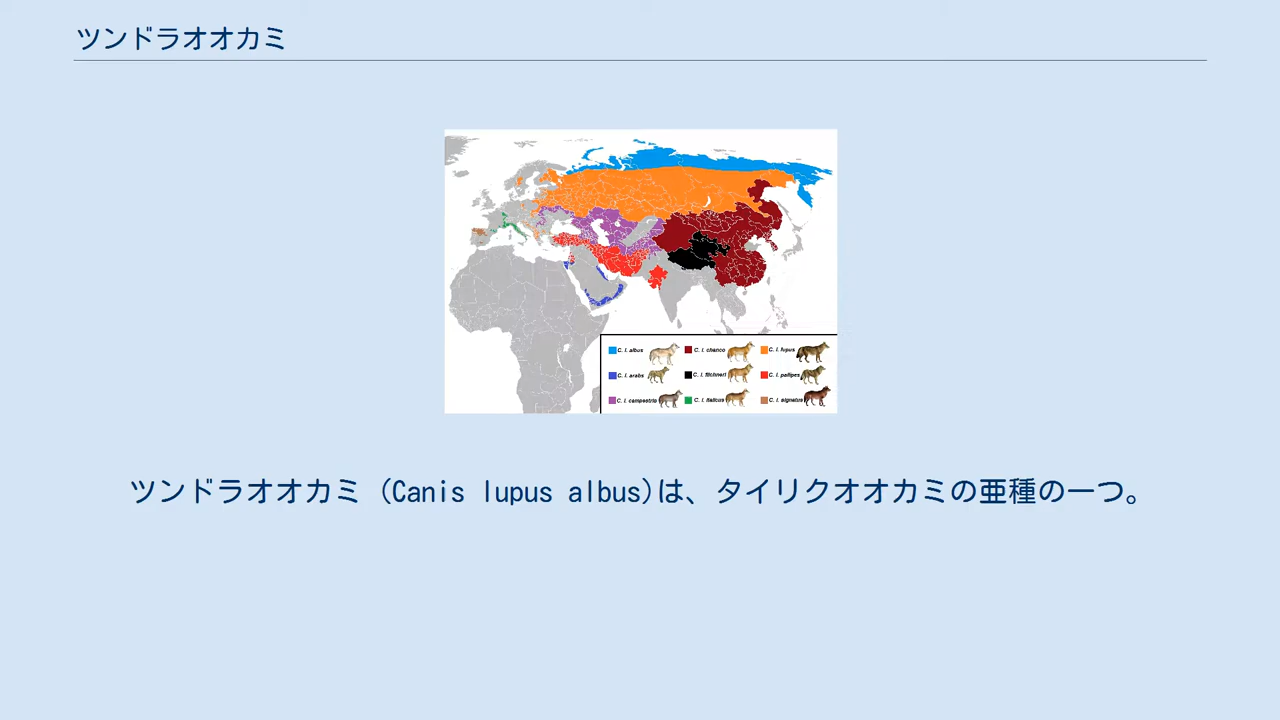 ツンドラオオカミ
C. l. albus
C. l. chanco
C. l. lupus
C. l. arabs
C. l. filchneri
C. l. pallipes
C. l. campestris
C. l. italicus
C. l. signatus
ツンドラオオカミ (Canis lupus albus)は、タイリクオオカミの亜種の一つ。